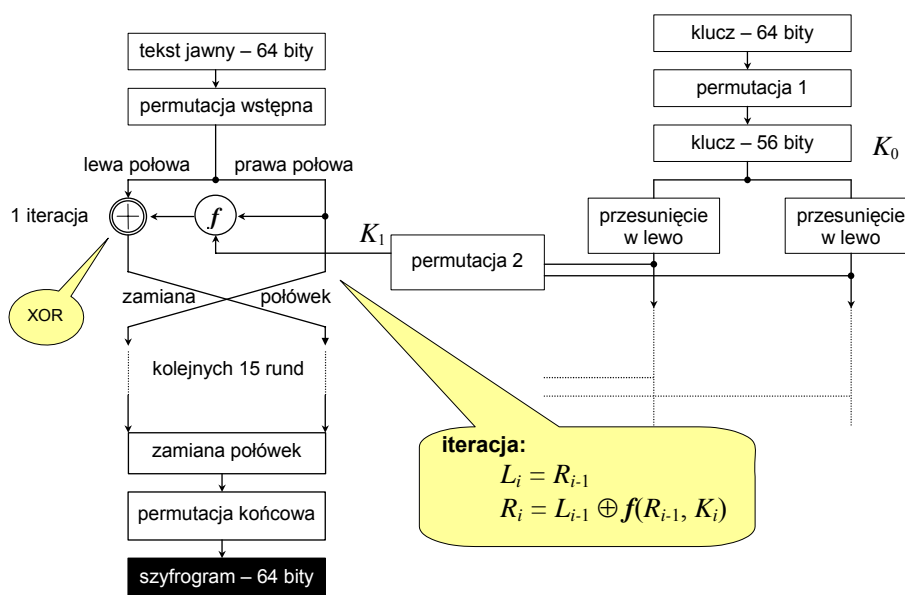 tekst jawny – 64 bity
permutacja wstępna
lewa połowa
prawa połowa
1 iteracja
f
XOR
zamiana
połówek
kolejnych 15 rund
zamiana połówek
permutacja końcowa
szyfrogram – 64 bity
klucz – 64 bity
permutacja 1
klucz – 56 bity
K0
przesunięcie
w lewo
przesunięcie
w lewo
K1
permutacja 2
iteracja:
Li = Ri-1
Ri = Li-1 ⊕ f(Ri-1, Ki)